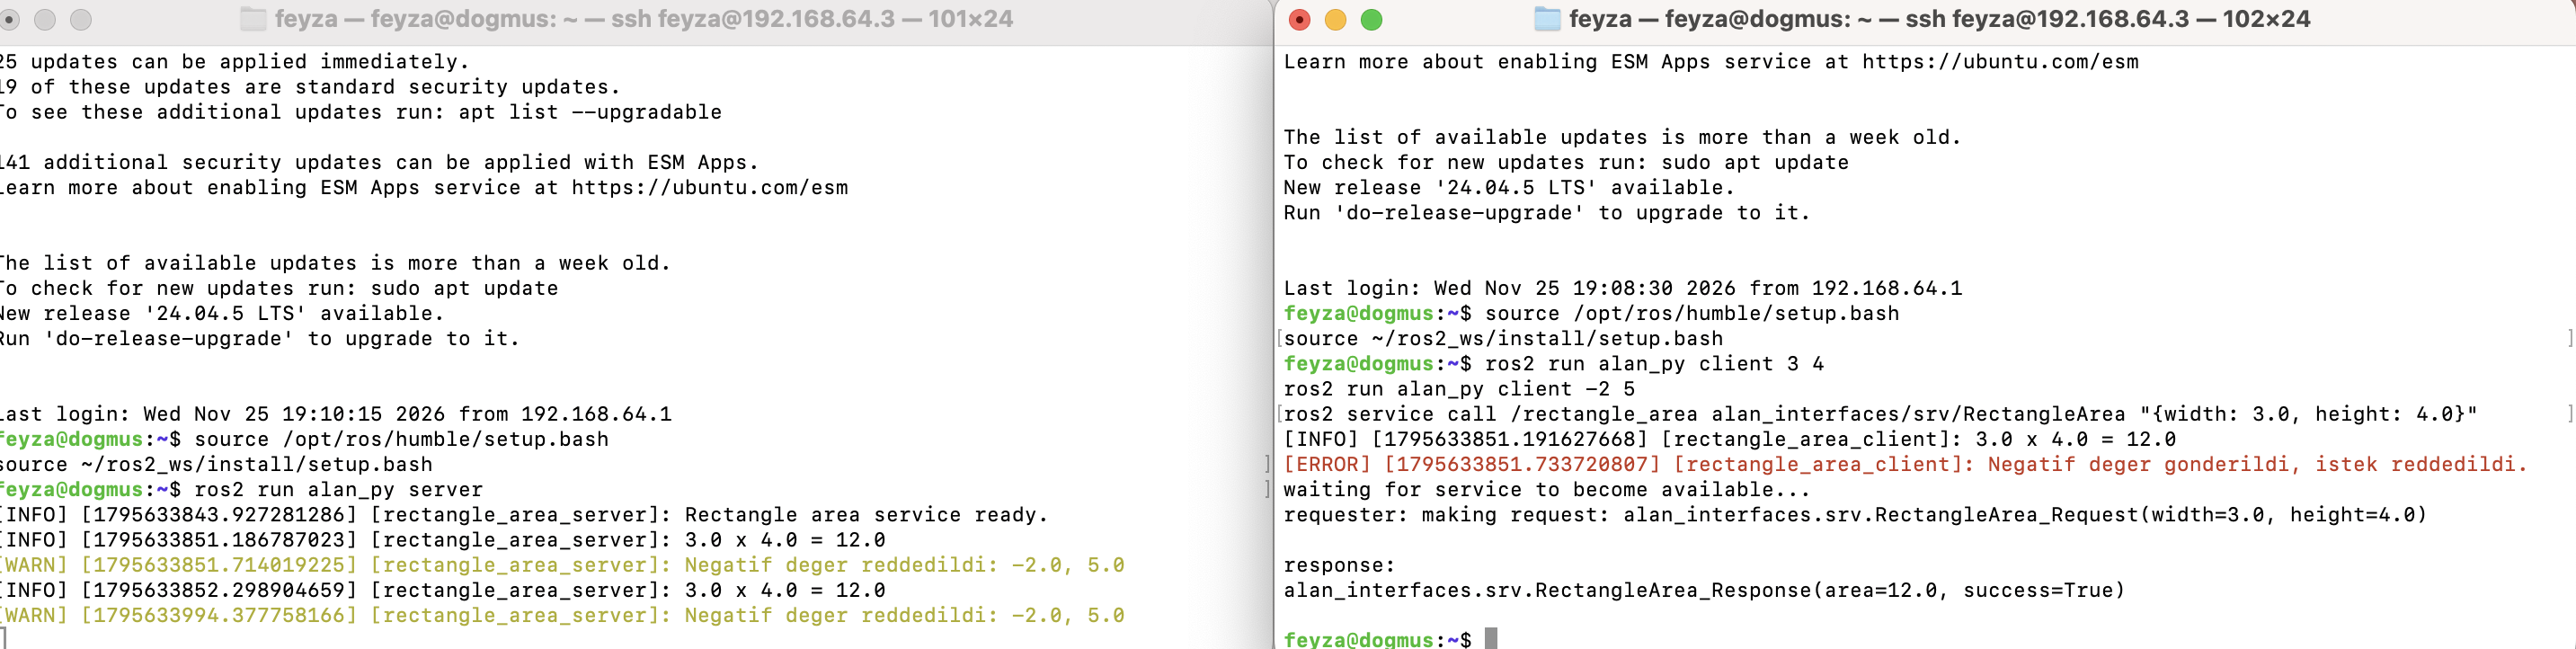 feyza — feyza@dogmus: ~ — ssh feyza@192.168.64.3 — 101×24
25 updates can be applied immediately.
19 of these updates are standard security updates.
To see these additional updates run: apt list --upgradable
141 additional security updates can be applied with ESM Apps.
Learn more about enabling ESM Apps service at https://ubuntu.com/esm
The list of available updates is more than a week old.
To check for new updates run: sudo apt update
New release '24.04.5 LTS' available.
Run 'do-release-upgrade' to upgrade to it.
Last login: Wed Nov 25 19:10:15 2026 from 192.168.64.1
feyza@dogmus:~$ source /opt/ros/humble/setup.bash
source ~/ros2_ws/install/setup.bash ]
feyza@dogmus:~$ ros2 run alan_py server ]
[INFO] [1795633843.927281286] [rectangle_area_server]: Rectangle area service ready.
[INFO] [1795633851.186787023] [rectangle_area_server]: 3.0 x 4.0 = 12.0
[WARN] [1795633851.714019225] [rectangle_area_server]: Negatif deger reddedildi: -2.0, 5.0
[INFO] [1795633852.298904659] [rectangle_area_server]: 3.0 x 4.0 = 12.0
[WARN] [1795633994.377758166] [rectangle_area_server]: Negatif deger reddedildi: -2.0, 5.0
feyza — feyza@dogmus: ~ — ssh feyza@192.168.64.3 — 102×24
Learn more about enabling ESM Apps service at https://ubuntu.com/esm
The list of available updates is more than a week old.
To check for new updates run: sudo apt update
New release '24.04.5 LTS' available.
Run 'do-release-upgrade' to upgrade to it.
Last login: Wed Nov 25 19:08:30 2026 from 192.168.64.1
feyza@dogmus:~$ source /opt/ros/humble/setup.bash
[source ~/ros2_ws/install/setup.bash ]
feyza@dogmus:~$ ros2 run alan_py client 3 4
ros2 run alan_py client -2 5
[ros2 service call /rectangle_area alan_interfaces/srv/RectangleArea "{width: 3.0, height: 4.0}" ]
[INFO] [1795633851.191627668] [rectangle_area_client]: 3.0 x 4.0 = 12.0
[ERROR] [1795633851.733720807] [rectangle_area_client]: Negatif deger gonderildi, istek reddedildi.
waiting for service to become available...
requester: making request: alan_interfaces.srv.RectangleArea_Request(width=3.0, height=4.0)
response:
alan_interfaces.srv.RectangleArea_Response(area=12.0, success=True)
feyza@dogmus:~$